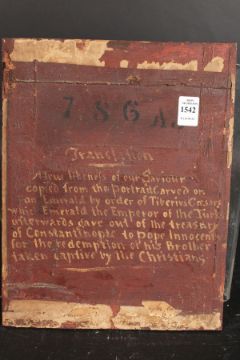 1542
786 A
Translation
A True likeness of our Saviour
copied from the Portrait Carved on
an Emerald by order of Tiberius Cæsars
which Emerald the Emperor of the Turks
afterwards gave out of the treasury
of Constantinople to Pope Innocent
for the redemption of his Brother
taken captive by the Christians